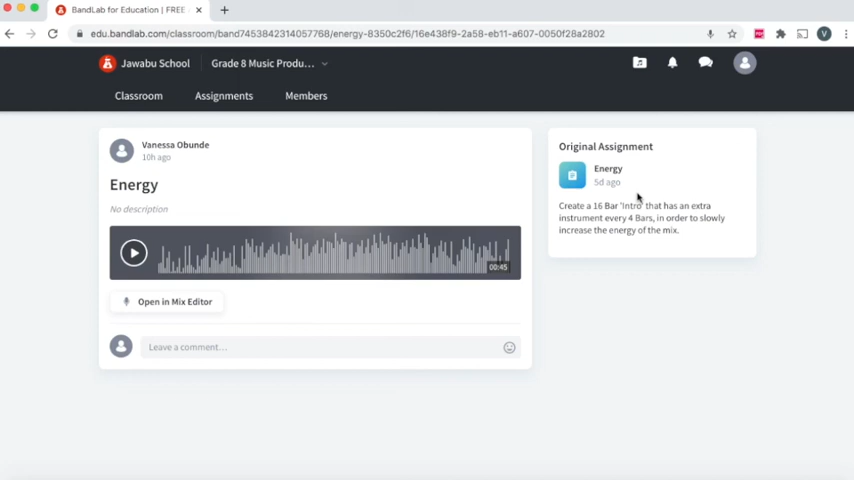 BandLab for Education | FREE
edu.bandlab.com/classroom/band7453842314057768/energy-8350c2f6/16e438f9-2a58-eb11-a607-0050f28a2802
V
Jawabu School
Grade 8 Music Produ...
Classroom
Assignments
Members
Vanessa Obunde
10h ago
Energy
No description
00:45
Open in Mix Editor
Leave a comment...
Original Assignment
Energy
5d ago
Create a 16 Bar 'Intro' that has an extra
instrument every 4 Bars, in order to slowly
increase the energy of the mix.